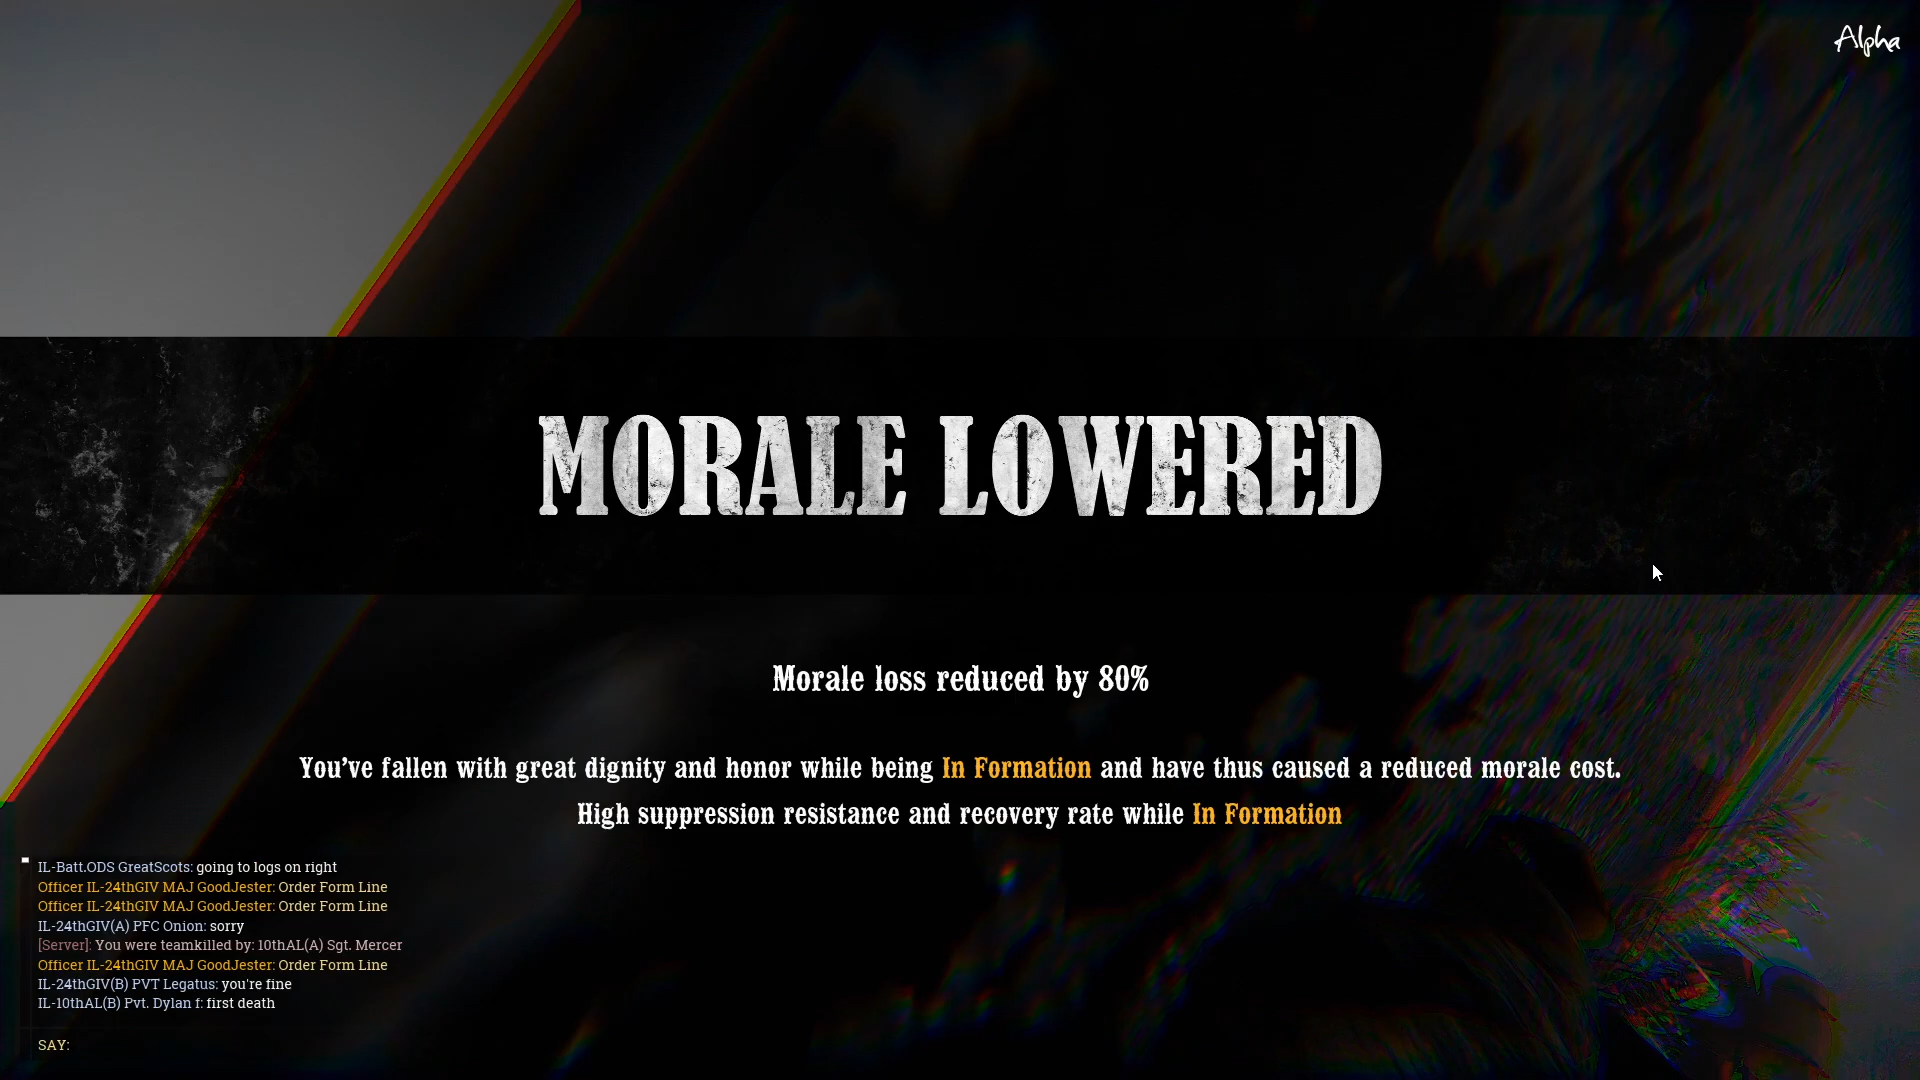 Alpha
MORALE LOWERED
Morale loss reduced by 80%
You've fallen with great dignity and honor while being In Formation and have thus caused a reduced morale cost.
High suppression resistance and recovery rate while In Formation
IL-Batt.ODS GreatScots: going to logs on right
Officer IL-24thGIV MAJ GoodJester: Order Form Line
Officer IL-24thGIV MAJ GoodJester: Order Form Line
IL-24thGIV(A) PFC Onion: sorry
[Server]: You were teamkilled by: 10thAL(A) Sgt. Mercer
Officer IL-24thGIV MAJ GoodJester: Order Form Line
IL-24thGIV(B) PVT Legatus: you're fine
IL-10thAL(B) Pvt. Dylan f: first death
SAY: